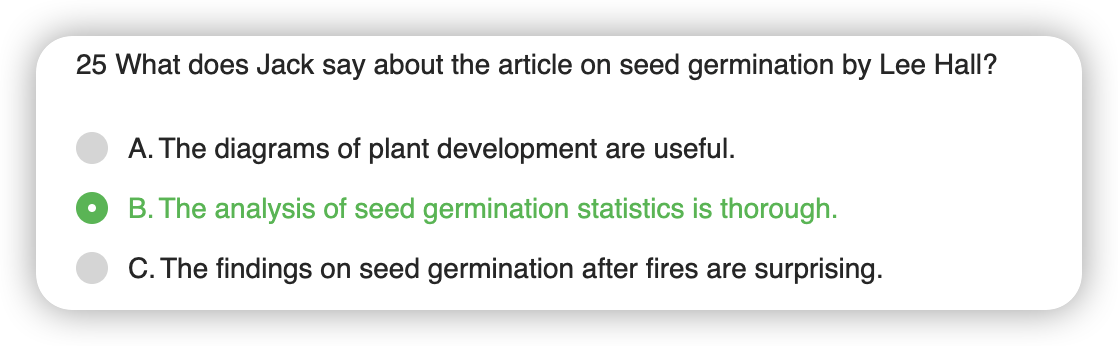 25 What does Jack say about the article on seed germination by Lee Hall?
A. The diagrams of plant development are useful.
B. The analysis of seed germination statistics is thorough.
C. The findings on seed germination after fires are surprising.